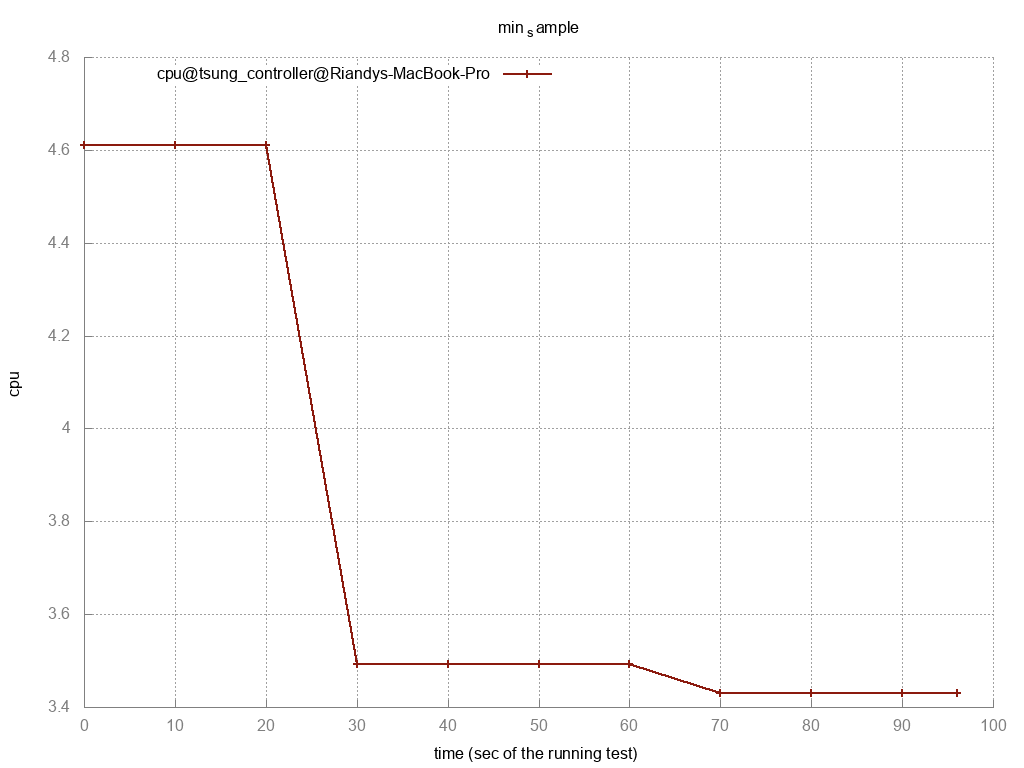 min_sample
4.8
cpu@tsung_controller@Riandys-MacBook-Pro
4.6
4.4
4.2
cpu
4
3.8
3.6
3.4
0 10 20 30 40 50 60 70 80 90 100
time (sec of the running test)